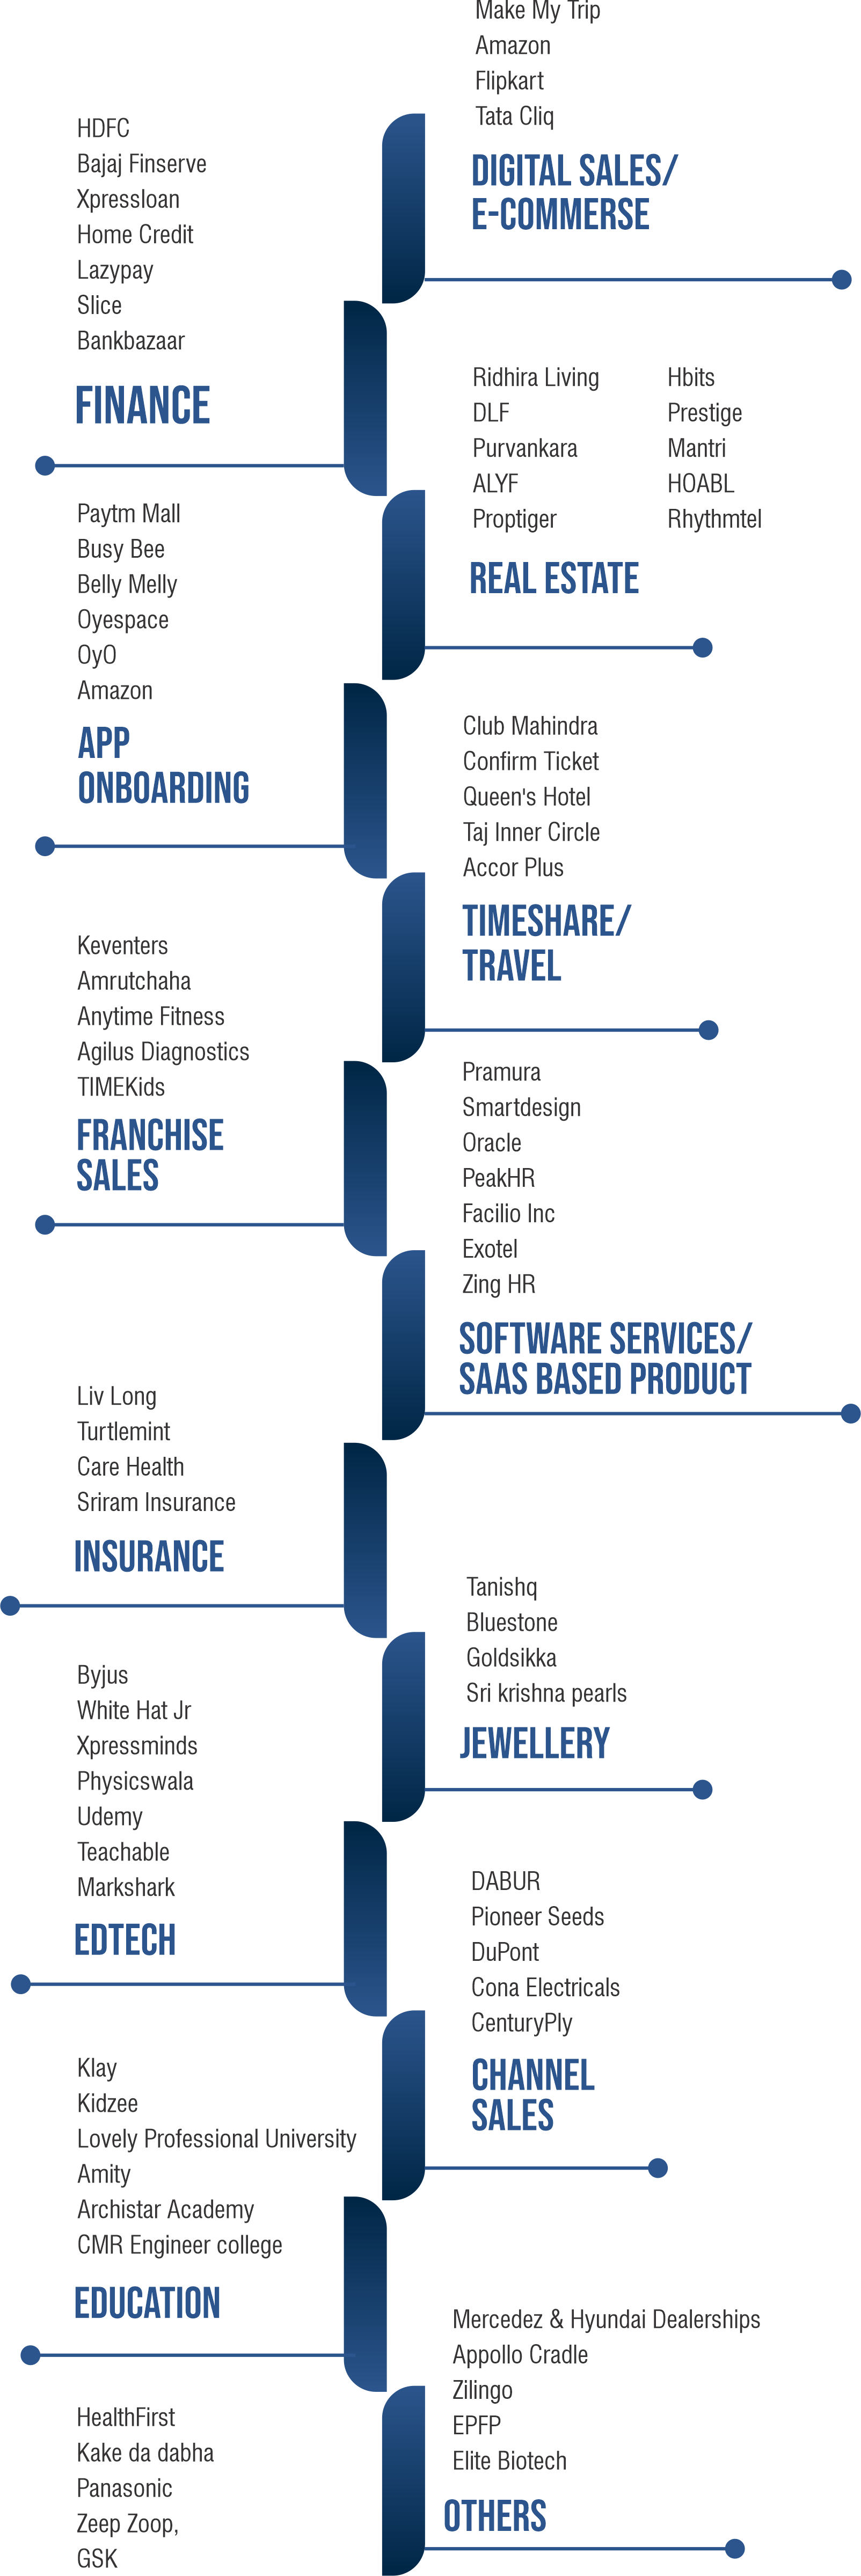 Make My Trip
Amazon
Flipkart
Tata Cliq
DIGITAL SALES/
E-COMMERSE
HDFC
Bajaj Finserve
Xpressloan
Home Credit
Lazypay
Slice
Bankbazaar
FINANCE
Ridhira Living
DLF
Purvankara
ALYF
Proptiger
Hbits
Prestige
Mantri
HOABL
Rhythmtel
REAL ESTATE
Paytm Mall
Busy Bee
Belly Melly
Oyespace
OyO
Amazon
APP
ONBOARDING
Club Mahindra
Confirm Ticket
Queen's Hotel
Taj Inner Circle
Accor Plus
TIMESHARE/
TRAVEL
Keventers
Amrutchaha
Anytime Fitness
Agilus Diagnostics
TIMEKids
FRANCHISE
SALES
Pramura
Smartdesign
Oracle
PeakHR
Facilio Inc
Exotel
Zing HR
SOFTWARE SERVICES/
SAAS BASED PRODUCT
Liv Long
Turtlemint
Care Health
Sriram Insurance
INSURANCE
Tanishq
Bluestone
Goldsikka
Sri krishna pearls
JEWELLERY
Byjus
White Hat Jr
Xpressminds
Physicswala
Udemy
Teachable
Markshark
EDTECH
DABUR
Pioneer Seeds
DuPont
Cona Electricals
CenturyPly
CHANNEL
SALES
Klay
Kidzee
Lovely Professional University
Amity
Archistar Academy
CMR Engineer college
EDUCATION
Mercedez & Hyundai Dealerships
Appollo Cradle
Zilingo
EPFP
Elite Biotech
OTHERS
HealthFirst
Kake da dabha
Panasonic
Zeep Zoop,
GSK